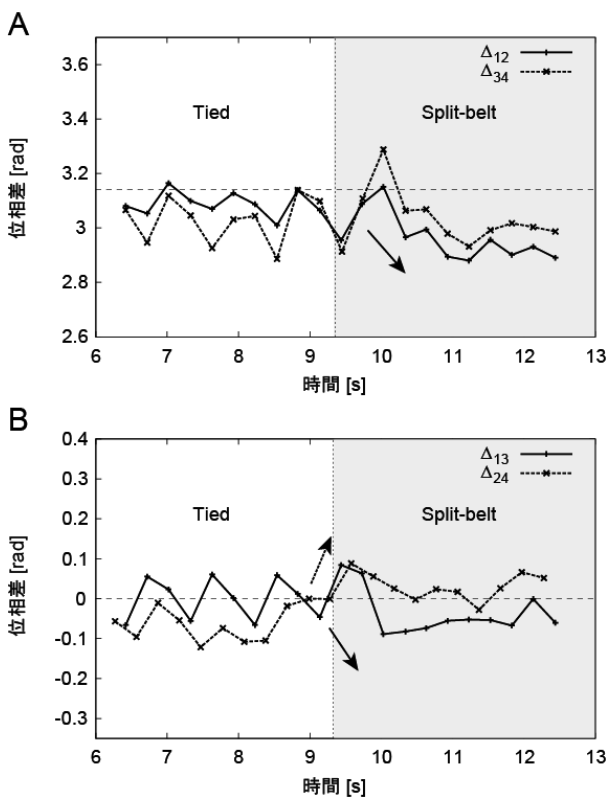 A
3.6
3.4
3.2
3
2.8
2.6
位相差 [rad]
Tied
Split-belt
Δ12
Δ34
6 7 8 9 10 11 12 13
時間 [s]
B
0.4
0.3
0.2
0.1
0
-0.1
-0.2
-0.3
位相差 [rad]
Tied
Split-belt
Δ13
Δ24
6 7 8 9 10 11 12 13
時間 [s]